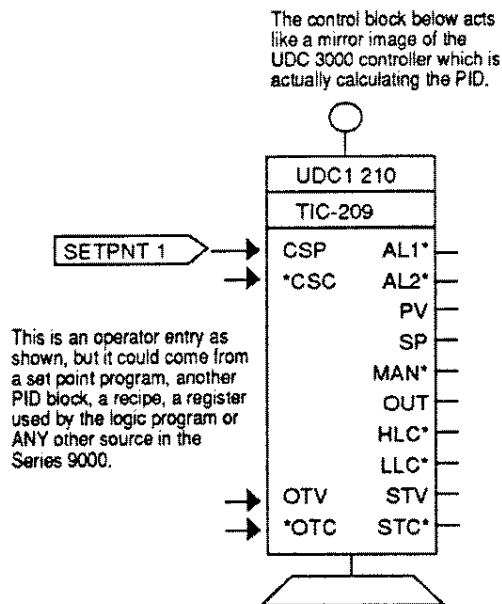 The control block below acts
like a mirror image of the
UDC 3000 controller which is
actually calculating the PID.
UDC1 210
TIC-209
SETPNT 1
CSP AL1*
*CSC AL2*
PV
SP
MAN*
OUT
HLC*
LLC*
OTV STV
*OTC STC*
This is an operator entry as
shown, but it could come from
a set point program, another
PID block, a recipe, a register
used by the logic program or
ANY other source in the
Series 9000.